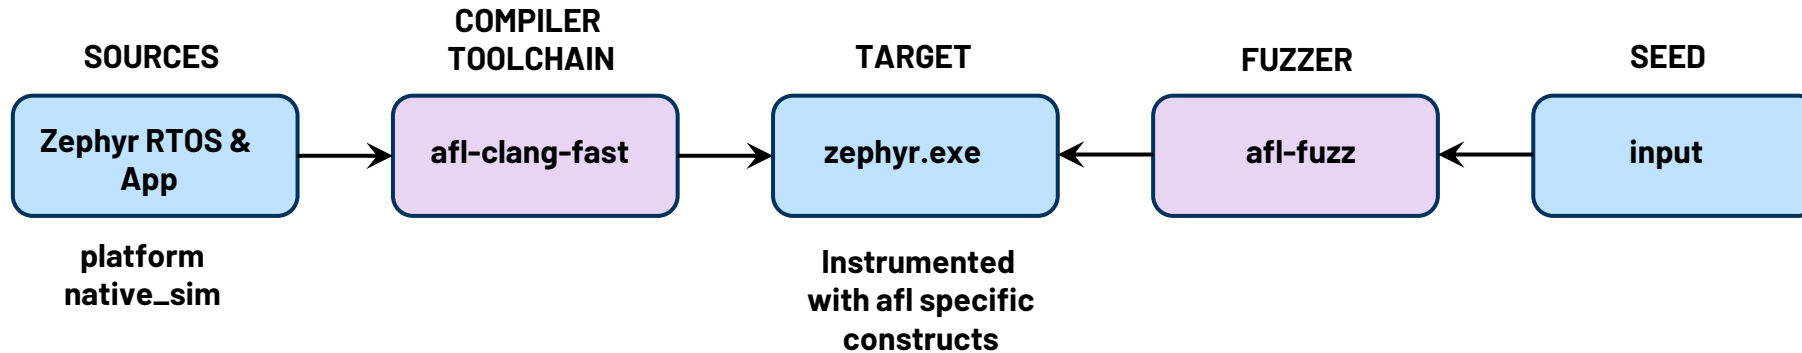 SOURCES
COMPILER
TOOLCHAIN
TARGET
FUZZER
SEED
Zephyr RTOS &
App
afl-clang-fast
zephyr.exe
afl-fuzz
input
platform
native_sim
Instrumented
with afl specific
constructs